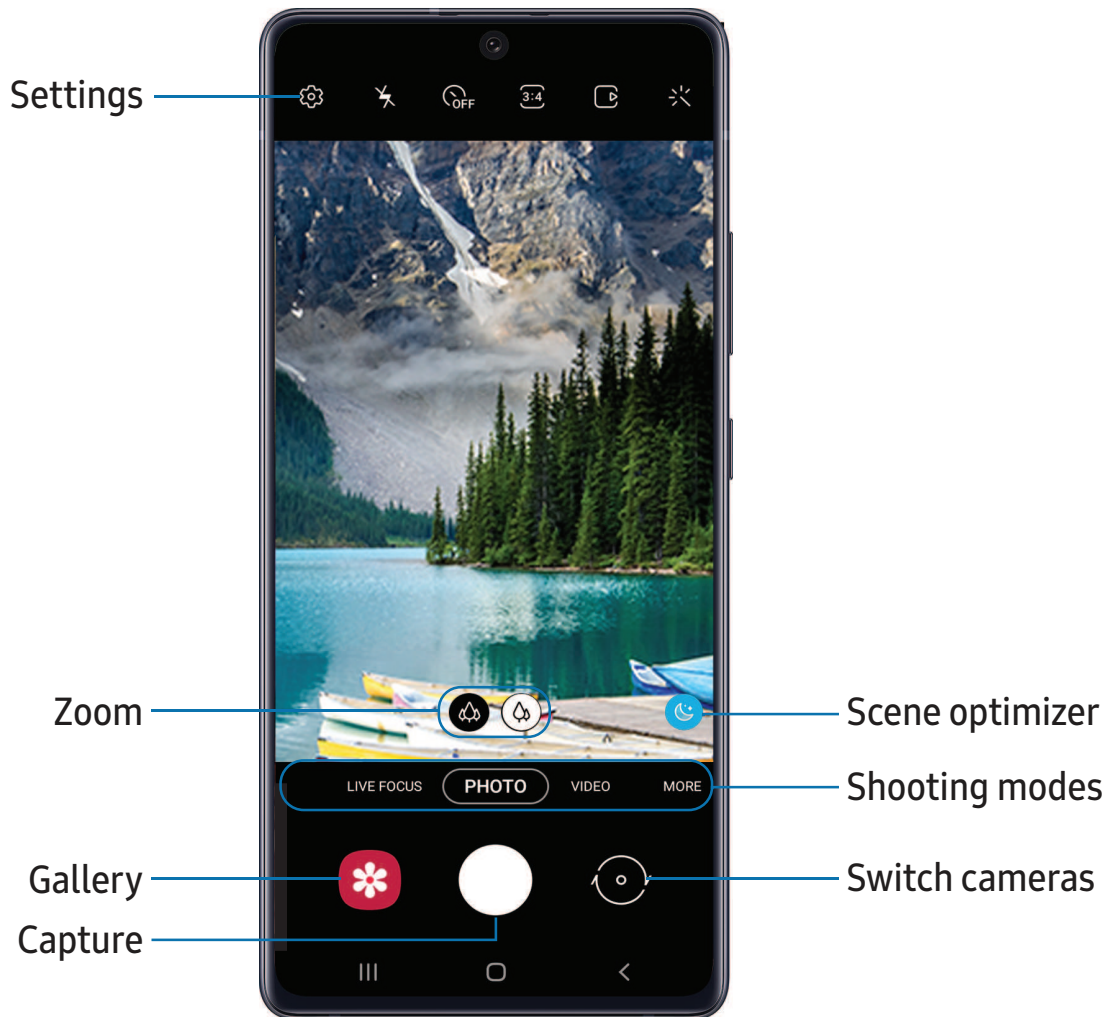 Settings
OFF
3:4
Zoom
Scene optimizer
LIVE FOCUS PHOTO VIDEO MORE
Shooting modes
Gallery
Switch cameras
Capture